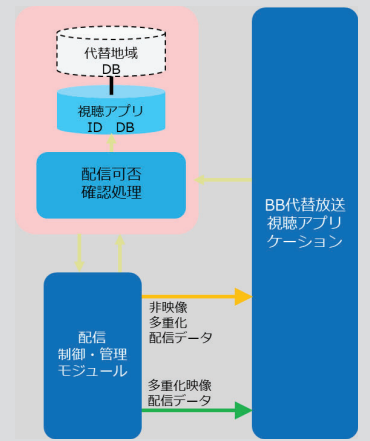 代替地域
DB
視聴アプリ
ID DB
配信可否
確認処理
BB代替放送
視聴アプリ
ケーション
配信
制御・管理
モジュール
非映像
多重化
配信データ
多重化映像
配信データ